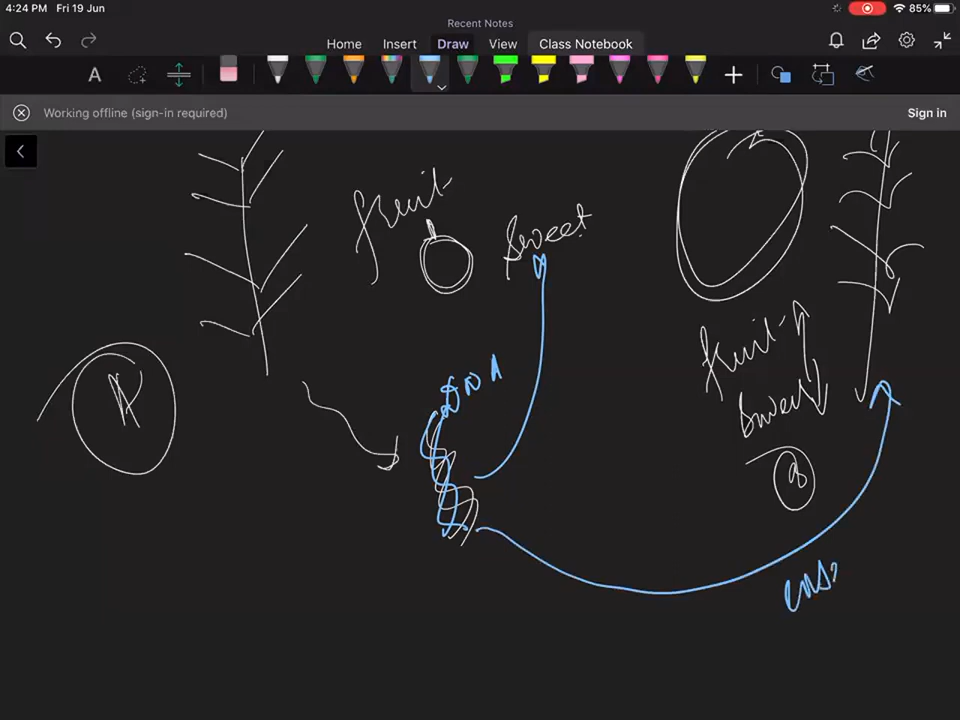 4:24 PM Fri 19 Jun
85%
Recent Notes
Home Insert Draw View Class Notebook
A
Working offline (sign-in required) Sign in
fruit
sweet
fruit
sweet
DNA
A
B